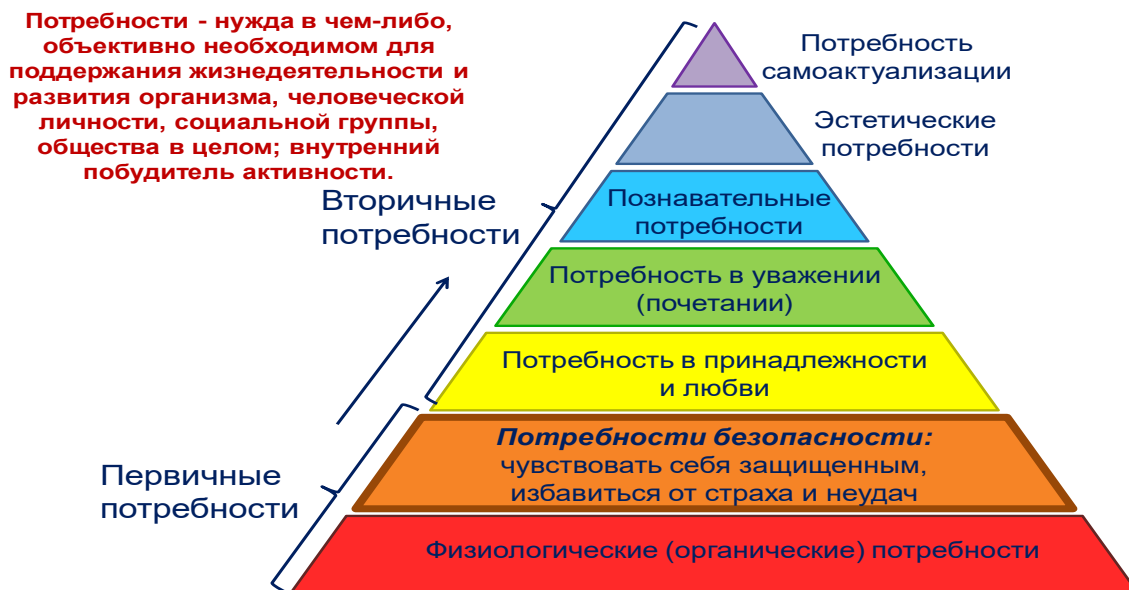 Потребности - нужда в чем-либо,
объективно необходимом для
поддержания жизнедеятельности и
развития организма, человеческой
личности, социальной группы,
общества в целом; внутренний
побудитель активности.
Потребность
самоактуализации
Эстетические
потребности
Вторичные
потребности
Познавательные
потребности
Потребность в уважении
(почетании)
Потребность в принадлежности
и любви
Первичные
потребности
Потребности безопасности:
чувствовать себя защищенным,
избавиться от страха и неудач
Физиологические (органические) потребности